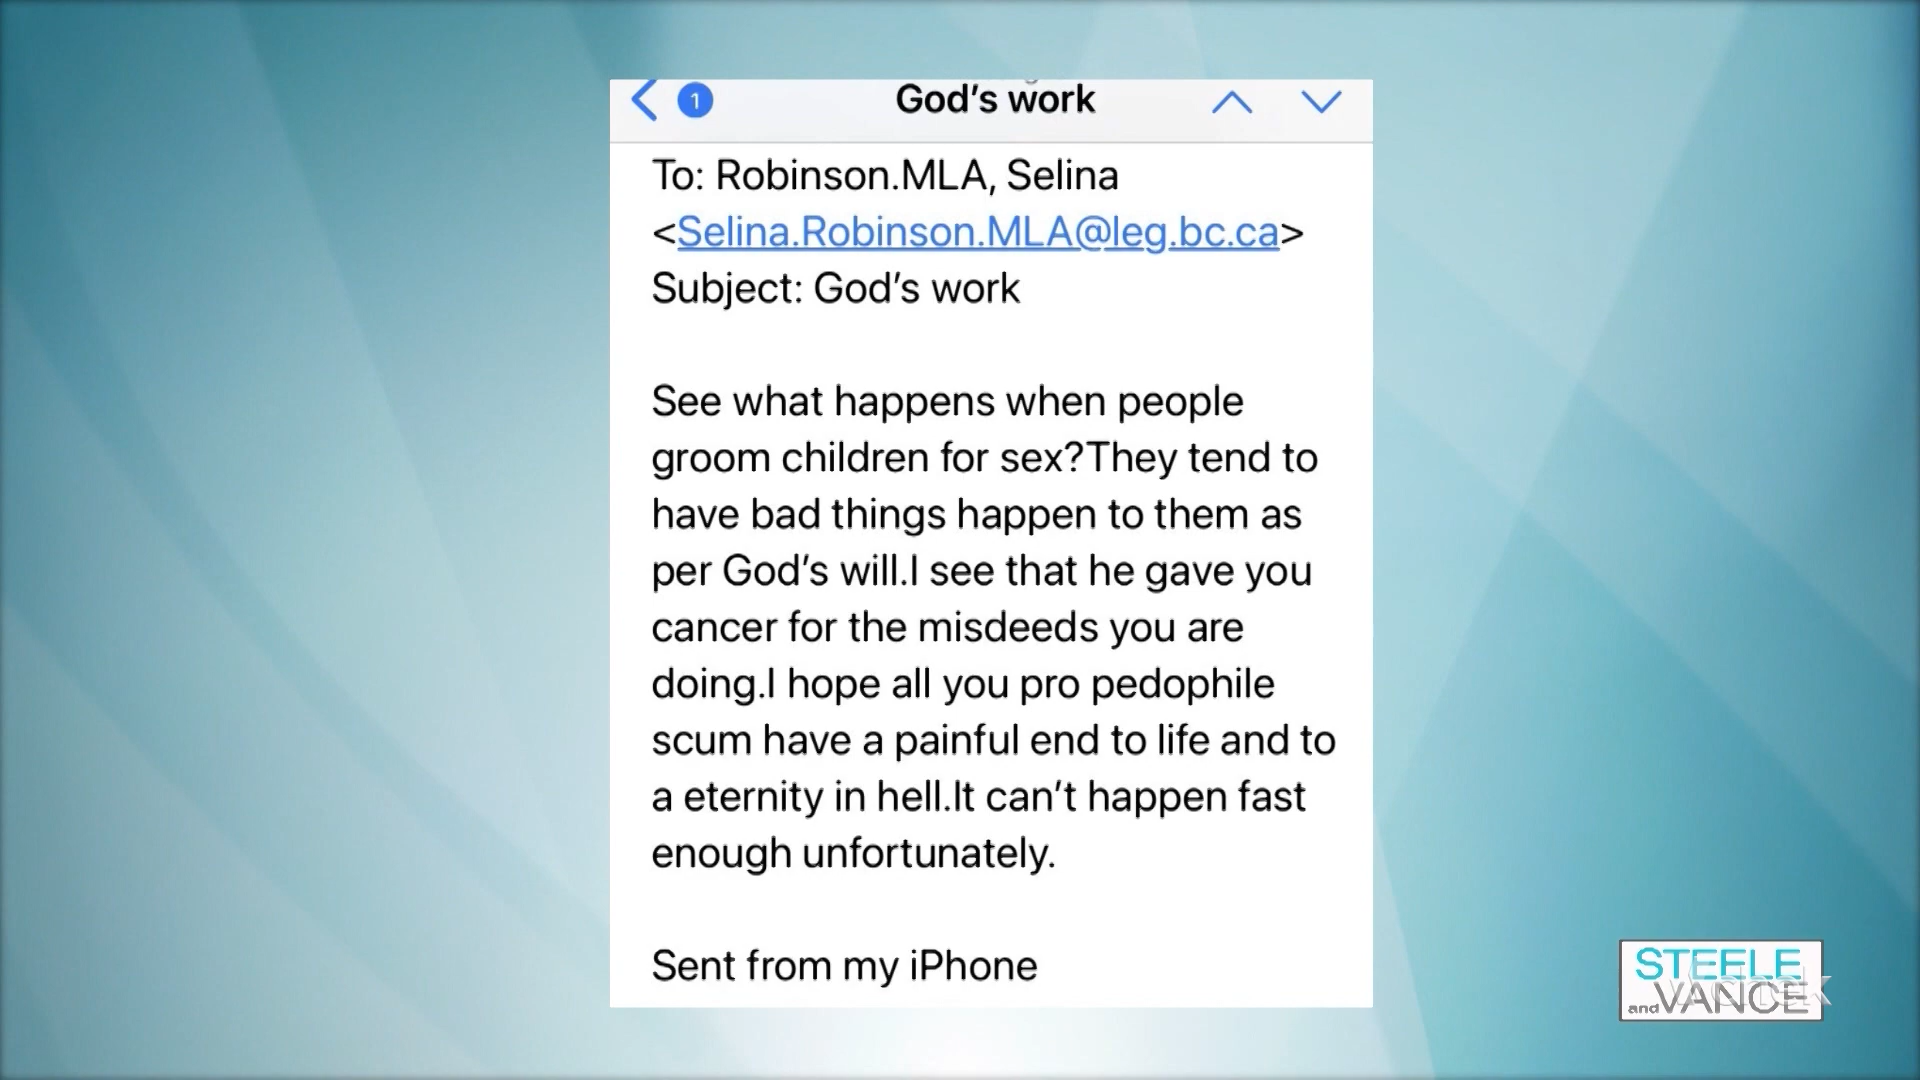 1
God's work
To: Robinson.MLA, Selina
<Selina.Robinson.MLA@leg.bc.ca>
Subject: God's work
See what happens when people
groom children for sex?They tend to
have bad things happen to them as
per God's will.I see that he gave you
cancer for the misdeeds you are
doing.I hope all you pro pedophile
scum have a painful end to life and to
a eternity in hell.It can't happen fast
enough unfortunately.
Sent from my iPhone
STEELE
and VANCE
chek